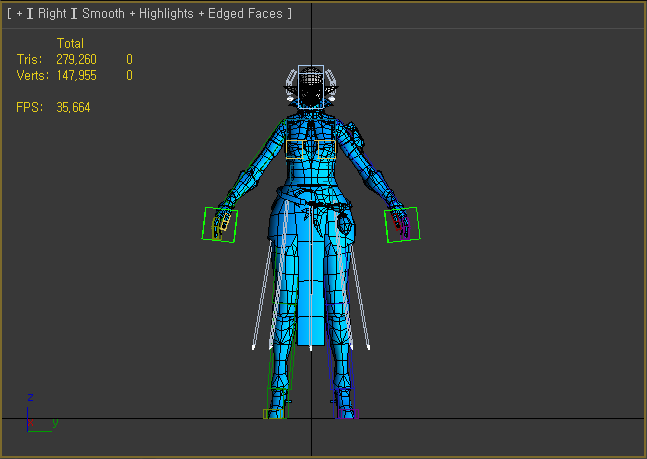 [ + ] Right ] Smooth + Highlights + Edged Faces ]
Total
Tris: 279,260 0
Verts: 147,955 0
FPS: 35,664
z
x y